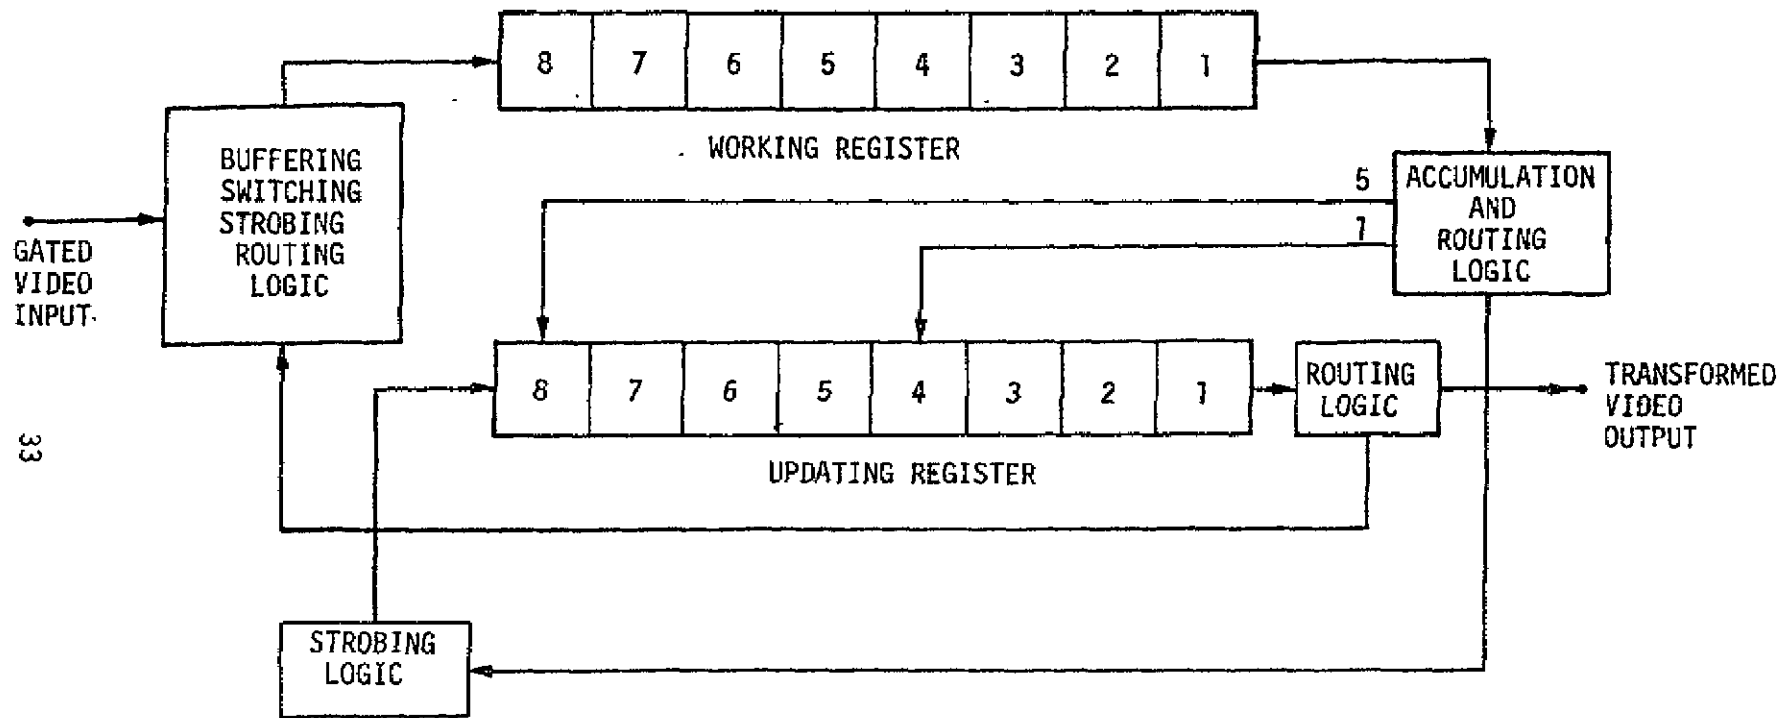 8 7 6 5 4 3 2 1
WORKING REGISTER
BUFFERING
SWITCHING
STROBING
ROUTING
LOGIC
GATED
VIDEO
INPUT
5
1
ACCUMULATION
AND
ROUTING
LOGIC
8 7 6 5 4 3 2 1
UPDATING REGISTER
ROUTING
LOGIC
TRANSFORMED
VIDEO
OUTPUT
STROBING
LOGIC
33